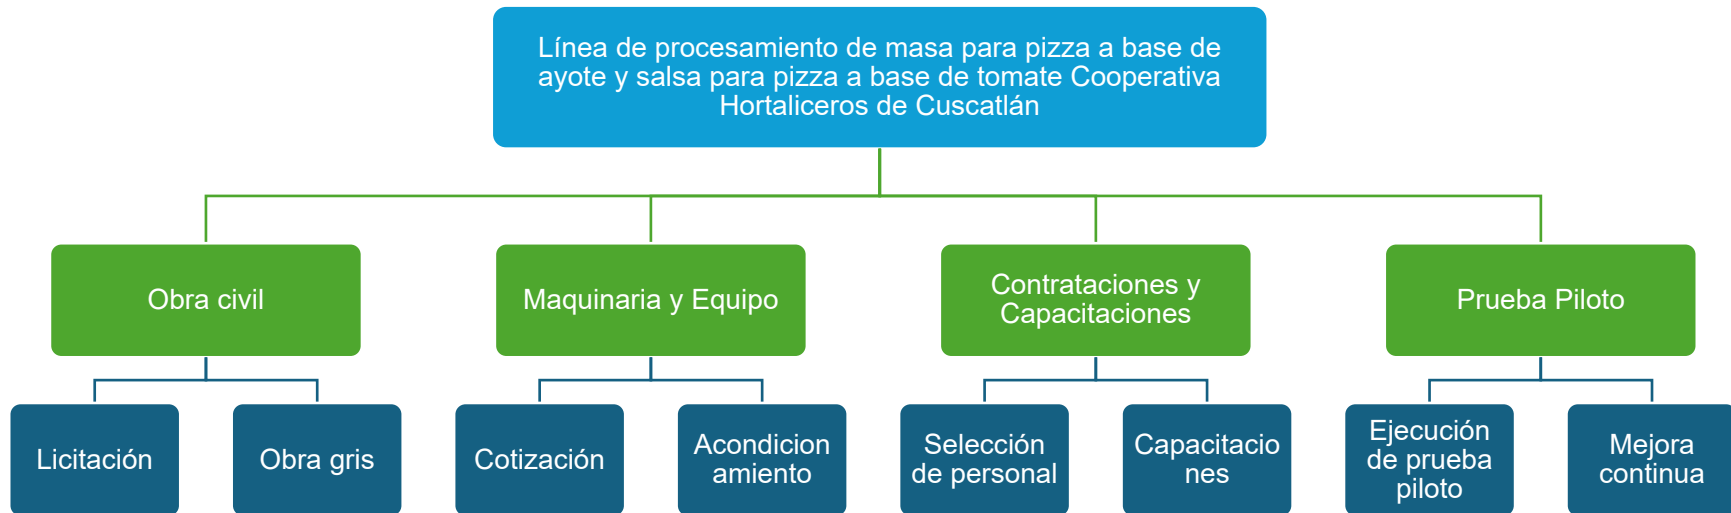 Línea de procesamiento de masa para pizza a base de
ayote y salsa para pizza a base de tomate Cooperativa
Hortaliceros de Cuscatlán
Obra civil
Maquinaria y Equipo
Contrataciones y
Capacitaciones
Prueba Piloto
Licitación
Obra gris
Cotización
Acondicion
amiento
Selección
de personal
Capacitacio
nes
Ejecución
de prueba
piloto
Mejora
continua